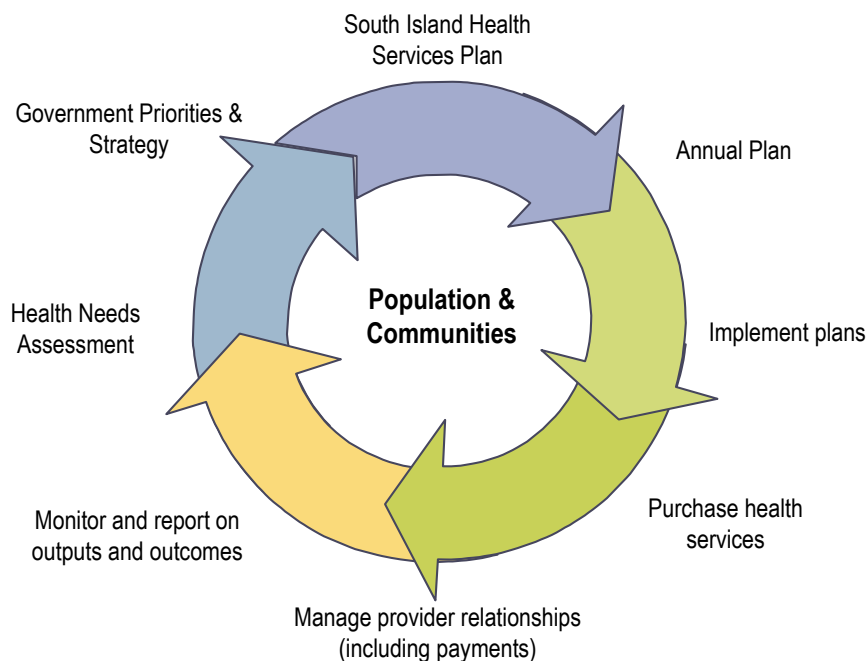 South Island Health
Services Plan
Government Priorities &
Strategy
Annual Plan
Population &
Communities
Health Needs
Assessment
Implement plans
Monitor and report on
outputs and outcomes
Purchase health
services
Manage provider relationships
(including payments)